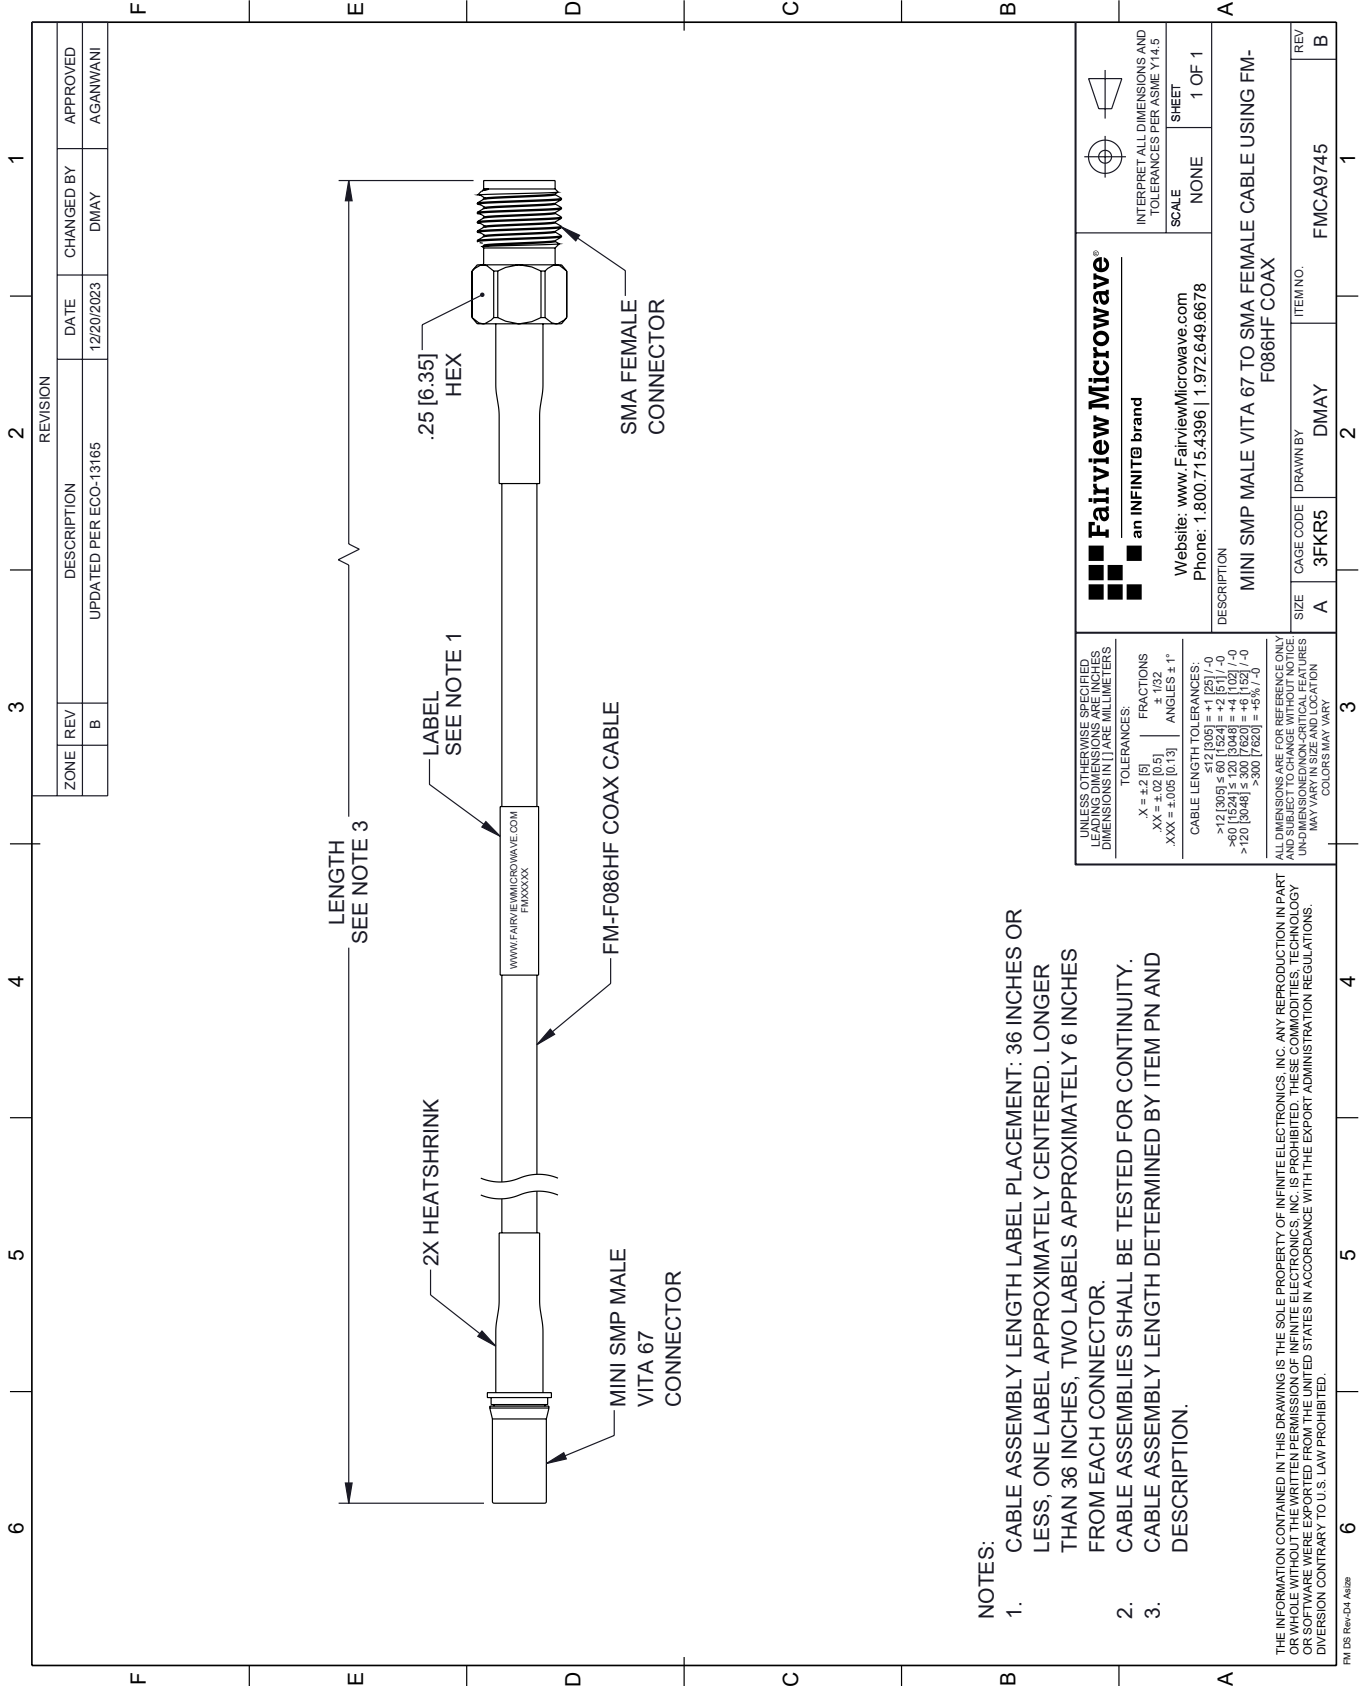 6 5 4 3 2 1
F
E
D
C
B
A
REVISION
ZONE REV DESCRIPTION DATE CHANGED BY APPROVED
B UPDATED PER ECO-13165 12/20/2023 DMAY AGANWANI
LENGTH
SEE NOTE 3
2X HEATSHRINK
LABEL
SEE NOTE 1
.25 [6.35]
HEX
WWW.FAIRVIEWMICROWAVE.COM
FMXXXXX
MINI SMP MALE
VITA 67
CONNECTOR
FM-F086HF COAX CABLE
SMA FEMALE
CONNECTOR
NOTES:
1. CABLE ASSEMBLY LENGTH LABEL PLACEMENT: 36 INCHES OR
LESS, ONE LABEL APPROXIMATELY CENTERED. LONGER
THAN 36 INCHES, TWO LABELS APPROXIMATELY 6 INCHES
FROM EACH CONNECTOR.
2. CABLE ASSEMBLIES SHALL BE TESTED FOR CONTINUITY.
3. CABLE ASSEMBLY LENGTH DETERMINED BY ITEM PN AND
DESCRIPTION.
THE INFORMATION CONTAINED IN THIS DRAWING IS THE SOLE PROPERTY OF INFINITE ELECTRONICS, INC. ANY REPRODUCTION IN PART
OR WHOLE WITHOUT THE WRITTEN PERMISSION OF INFINITE ELECTRONICS, INC. IS PROHIBITED. THESE COMMODITIES, TECHNOLOGY
OR SOFTWARE WERE EXPORTED FROM THE UNITED STATES IN ACCORDANCE WITH THE EXPORT ADMINISTRATION REGULATIONS.
DIVERSION CONTRARY TO U.S. LAW PROHIBITED.
UNLESS OTHERWISE SPECIFIED
LEADING DIMENSIONS ARE INCHES
DIMENSIONS IN [ ] ARE MILLIMETERS
TOLERANCES:
.X = ±.2 [5] FRACTIONS
.XX = ±.02 [0.5] ± 1/32
.XXX = ±.005 [0.13] ANGLES ± 1°
CABLE LENGTH TOLERANCES:
≤12 [305] = +1 [25] / -0
>12 [305] ≤ 60 [1524] = +2 [51] / -0
>60 [1524] ≤ 120 [3048] = +4 [102] / -0
>120 [3048] ≤ 300 [7620] = +6 [152] / -0
>300 [7620] = +5% / -0
ALL DIMENSIONS ARE FOR REFERENCE ONLY
AND SUBJECT TO CHANGE WITHOUT NOTICE.
UN-DIMENSIONED/NON-CRITICAL FEATURES
MAY VARY IN SIZE AND LOCATION
COLORS MAY VARY
Fairview Microwave®
an INFINIT@ brand
Website: www.FairviewMicrowave.com
Phone: 1.800.715.4396 | 1.972.649.6678
INTERPRET ALL DIMENSIONS AND
TOLERANCES PER ASME Y14.5
SCALE NONE
SHEET 1 OF 1
DESCRIPTION
MINI SMP MALE VITA 67 TO SMA FEMALE CABLE USING FM-
F086HF COAX
SIZE A
CAGE CODE 3FKR5
DRAWN BY DMAY
ITEM NO. FMCA9745
REV B
F
E
D
C
B
A
6 5 4 3 2 1
FM DS Rev-D4 Asize